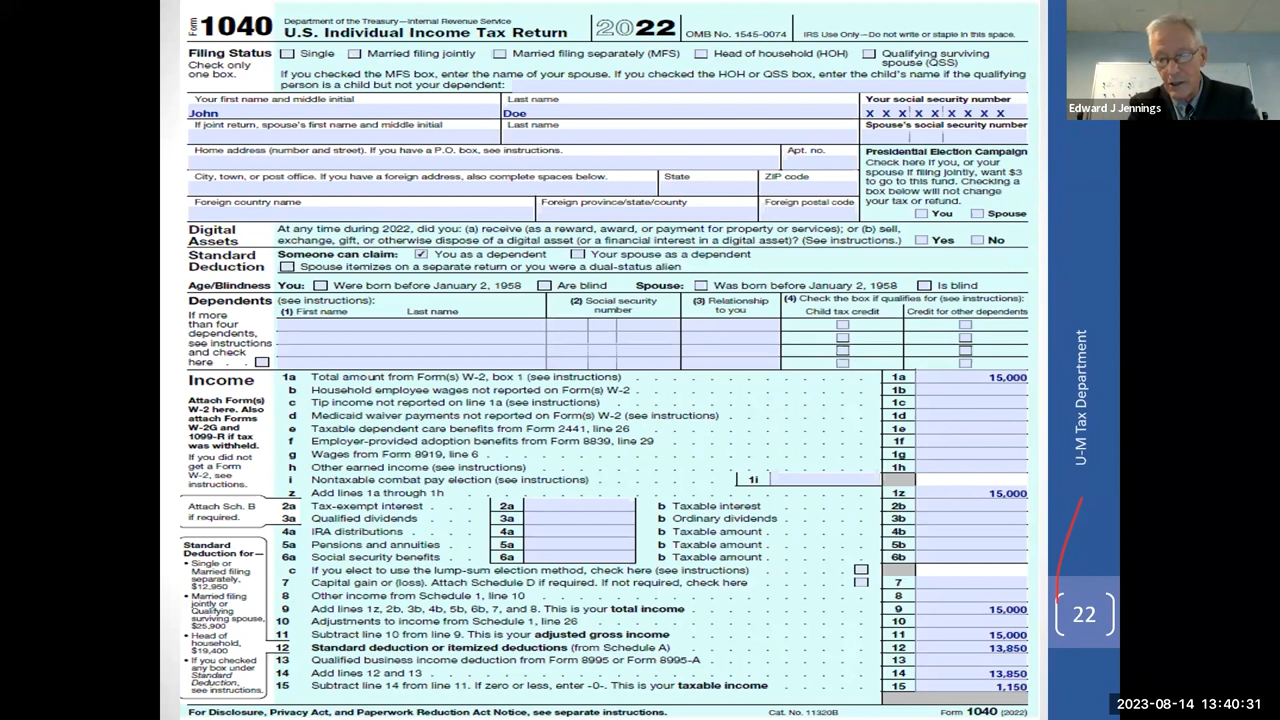 Form 1040 Department of the Treasury—Internal Revenue Service
U.S. Individual Income Tax Return 2022 OMB No. 1545-0074 IRS Use Only—Do not write or staple in this space.
Filing Status Single Married filing jointly Married filing separately (MFS) Head of household (HOH) Qualifying surviving
spouse (QSS)
Check only
one box.
If you checked the MFS box, enter the name of your spouse. If you checked the HOH or QSS box, enter the child's name if the qualifying
person is a child but not your dependent:
Your first name and middle initial Last name Your social security number
John Doe X X X X X X X X X
If joint return, spouse's first name and middle initial Last name Spouse's social security number
Home address (number and street). If you have a P.O. box, see instructions. Apt. no.
City, town, or post office. If you have a foreign address, also complete spaces below. State ZIP code
Foreign country name Foreign province/state/county Foreign postal code
Presidential Election Campaign
Check here if you, or your
spouse if filing jointly, want $3
to go to this fund. Checking a
box below will not change
your tax or refund.
You Spouse
Digital
Assets
At any time during 2022, did you: (a) receive (as a reward, award, or payment for property or services); or (b) sell,
exchange, gift, or otherwise dispose of a digital asset (or a financial interest in a digital asset)? (See instructions.) Yes No
Standard
Deduction
Someone can claim: You as a dependent Your spouse as a dependent
Spouse itemizes on a separate return or you were a dual-status alien
Age/Blindness You: Were born before January 2, 1958 Are blind Spouse: Was born before January 2, 1958 Is blind
Dependents (see instructions): (2) Social security number (3) Relationship to you (4) Check the box if qualifies for (see instructions):
(1) First name Last name Child tax credit Credit for other dependents
If more
than four
dependents,
see instructions
and check
here . .
Income
Attach Form(s)
W-2 here. Also
attach Forms
W-2G and
1099-R if tax
was withheld.
If you did not
get a Form
W-2, see
instructions.
1a Total amount from Form(s) W-2, box 1 (see instructions) 1a 15,000
b Household employee wages not reported on Form(s) W-2 1b
c Tip income not reported on line 1a (see instructions) 1c
d Medicaid waiver payments not reported on Form(s) W-2 (see instructions) 1d
e Taxable dependent care benefits from Form 2441, line 26 1e
f Employer-provided adoption benefits from Form 8839, line 29 1f
g Wages from Form 8919, line 6 1g
h Other earned income (see instructions) 1h
i Nontaxable combat pay election (see instructions) 1i
z Add lines 1a through 1h 1z 15,000
Attach Sch. B
if required.
2a Tax-exempt interest 2a b Taxable interest 2b
3a Qualified dividends 3a b Ordinary dividends 3b
4a IRA distributions 4a b Taxable amount 4b
5a Pensions and annuities 5a b Taxable amount 5b
6a Social security benefits 6a b Taxable amount 6b
c If you elect to use the lump-sum election method, check here (see instructions)
7 Capital gain or (loss). Attach Schedule D if required. If not required, check here 7
8 Other income from Schedule 1, line 10 8
9 Add lines 1z, 2b, 3b, 4b, 5b, 6b, 7, and 8. This is your total income 9 15,000
10 Adjustments to income from Schedule 1, line 26 10
11 Subtract line 10 from line 9. This is your adjusted gross income 11 15,000
12 Standard deduction or itemized deductions (from Schedule A) 12 13,850
13 Qualified business income deduction from Form 8995 or Form 8995-A 13
14 Add lines 12 and 13 14 13,850
15 Subtract line 14 from line 11. If zero or less, enter -0-. This is your taxable income 15 1,150
Standard
Deduction for—
• Single or
Married filing
separately,
$12,950
• Married filing
jointly or
Qualifying
surviving spouse,
$25,900
• Head of
household,
$19,400
• If you checked
any box under
Standard
Deduction,
see instructions.
For Disclosure, Privacy Act, and Paperwork Reduction Act Notice, see separate instructions. Cat. No. 11320B Form 1040 (2022)
Edward J Jennings
U-M Tax Department
22
2023-08-14 13:40:31